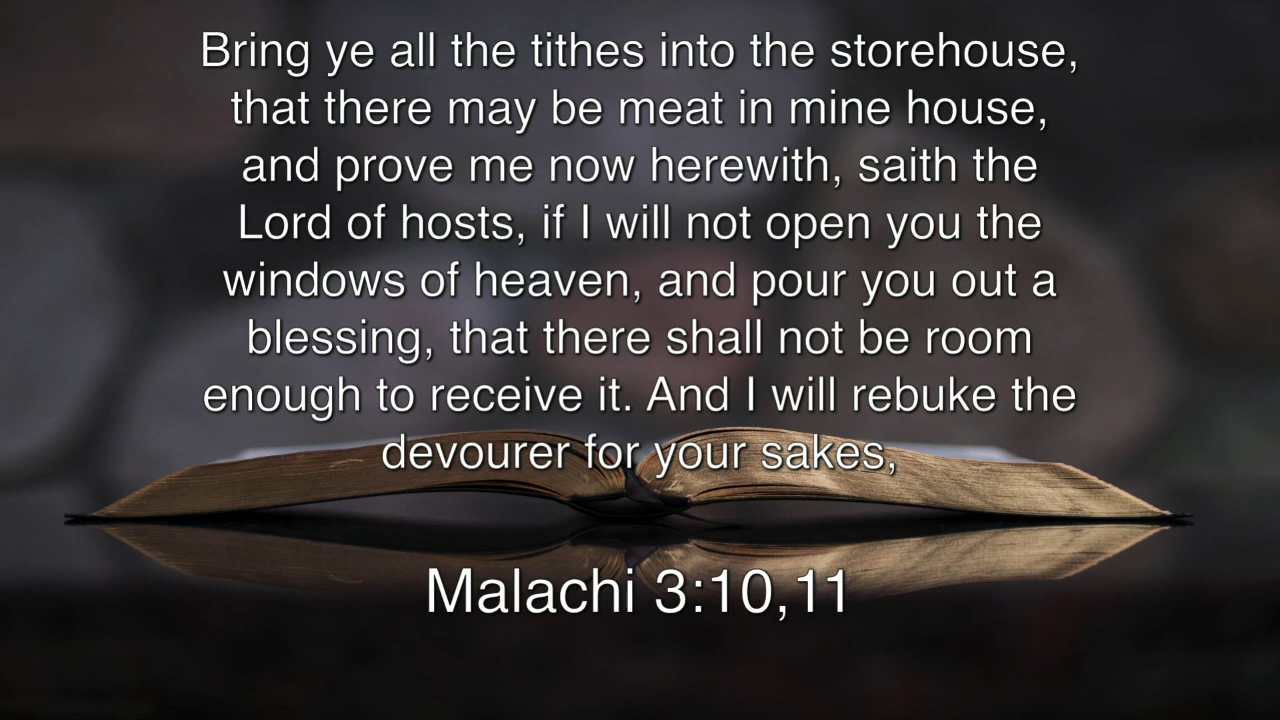 Bring ye all the tithes into the storehouse,
that there may be meat in mine house,
and prove me now herewith, saith the
Lord of hosts, if I will not open you the
windows of heaven, and pour you out a
blessing, that there shall not be room
enough to receive it. And I will rebuke the
devourer for your sakes,
Malachi 3:10,11